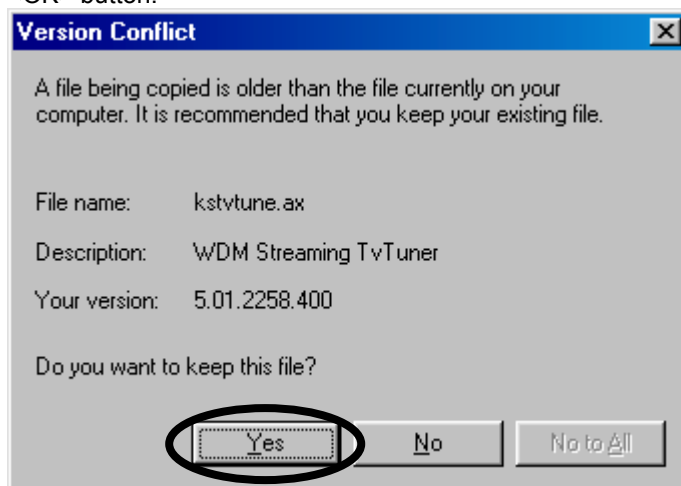 button.
Version Conflict
A file being copied is older than the file currently on your
computer. It is recommended that you keep your existing file.
File name: kstvtune.ax
Description: WDM Streaming TvTuner
Your version: 5.01.2258.400
Do you want to keep this file?
Yes No No to All